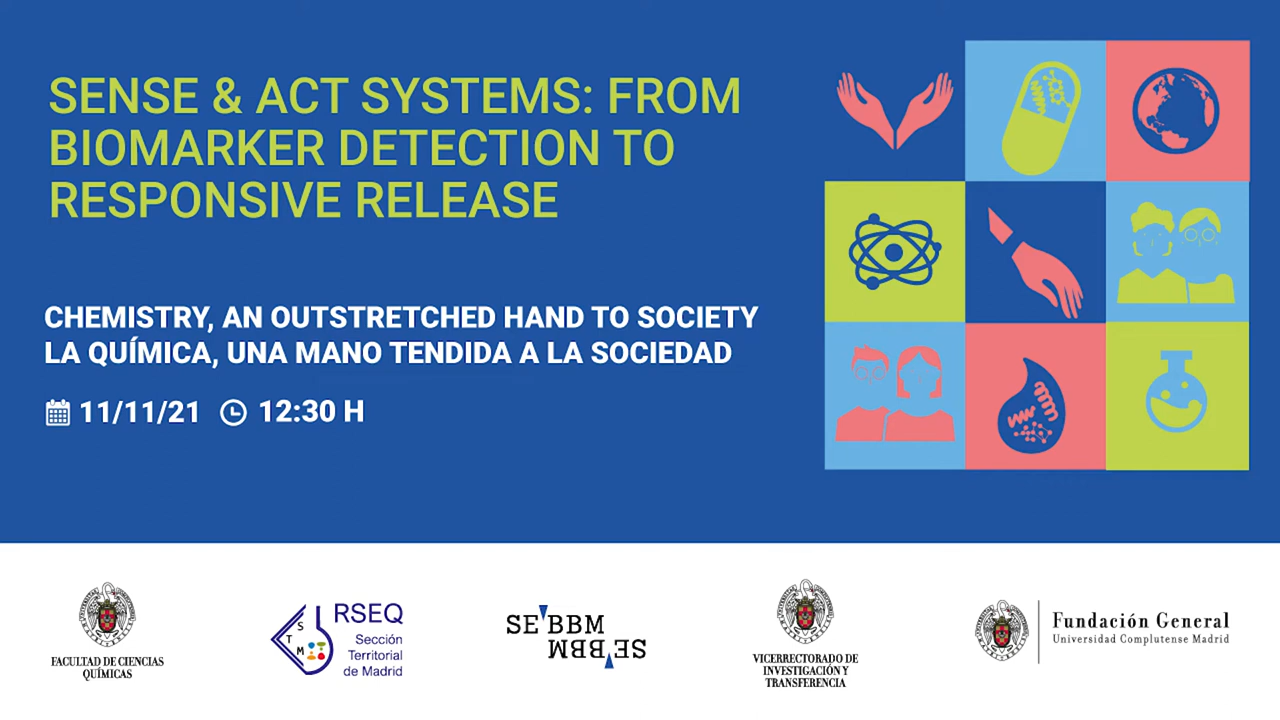 SENSE & ACT SYSTEMS: FROM
BIOMARKER DETECTION TO
RESPONSIVE RELEASE
CHEMISTRY, AN OUTSTRETCHED HAND TO SOCIETY
LA QUÍMICA, UNA MANO TENDIDA A LA SOCIEDAD
11/11/21 12:30 H
FACULTAD DE CIENCIAS
QUÍMICAS
S
T
M
RSEQ
Sección
Territorial
de Madrid
SEBBM
SEBBM
VICERRECTORADO DE
INVESTIGACIÓN Y
TRANSFERENCIA
Fundación General
Universidad Complutense Madrid